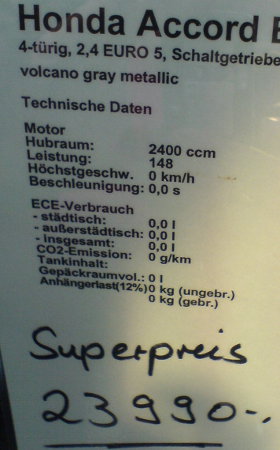 Honda Accord
4-türig, 2,4 EURO 5, Schaltgetriebe
volcano gray metallic
Technische Daten
Motor
Hubraum: 2400 ccm
Leistung: 148
Höchstgeschw. 0 km/h
Beschleunigung: 0,0 s
ECE-Verbrauch
- städtisch: 0,0 l
- außerstädtisch: 0,0 l
- insgesamt: 0,0 l
CO2-Emission: 0 g/km
Tankinhalt:
Gepäckraumvol.: 0 l
Anhängerlast(12%) 0 kg (ungebr.)
0 kg (gebr.)
Superpreis
23990-.